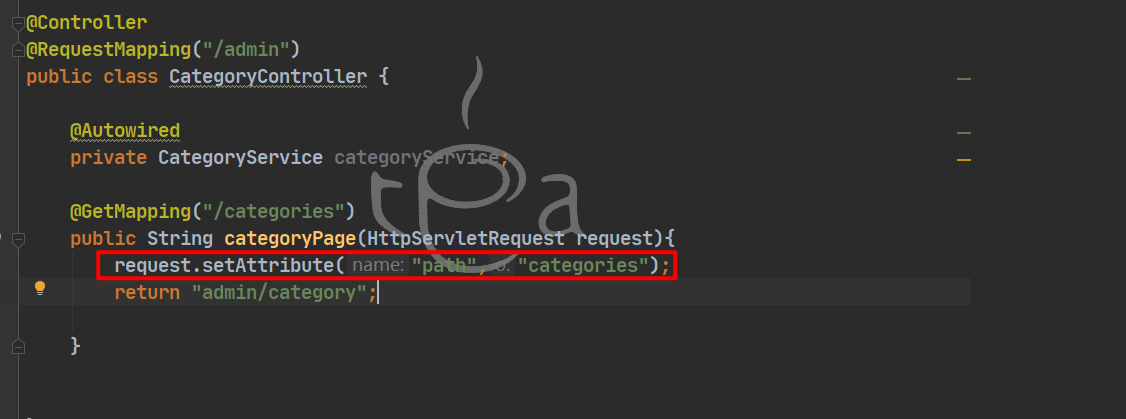 @Controller
@RequestMapping("/admin")
public class CategoryController {
@Autowired
private CategoryService categoryService;
@GetMapping("/categories")
public String categoryPage(HttpServletRequest request){
request.setAttribute( name: "path", o: "categories");
return "admin/category";
}